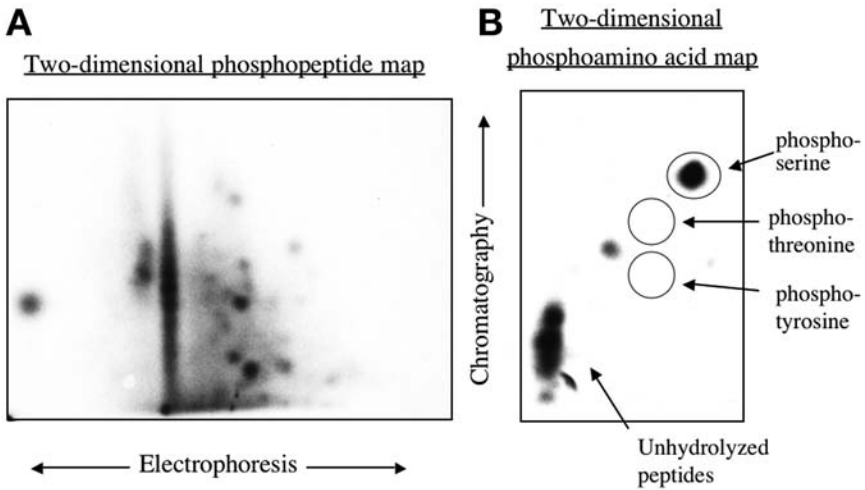 A
Two-dimensional phosphopeptide map
Electrophoresis
B
Two-dimensional
phosphoamino acid map
Chromatography
phospho-
serine
phospho-
threonine
phospho-
tyrosine
Unhydrolyzed
peptides